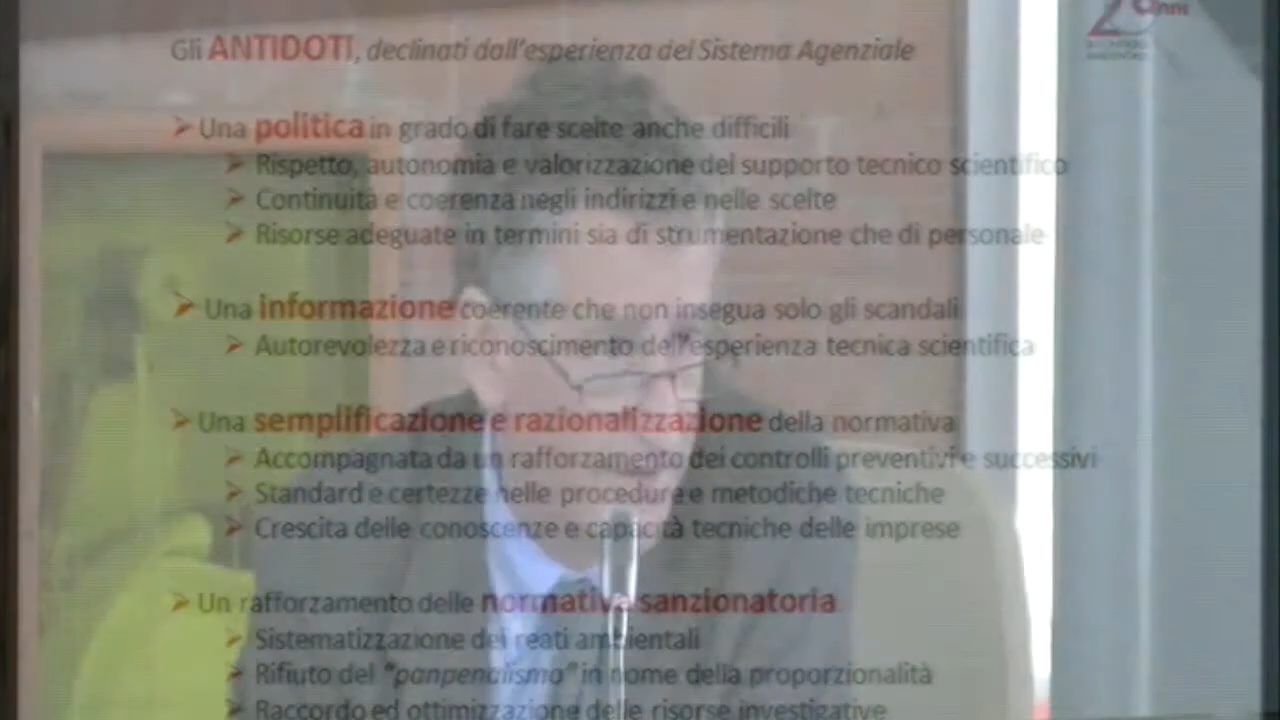 Gli ANTIDOTI, declinati dall'esperienza del Sistema Agenziale
2 anni
Una politica in grado di fare scelte anche difficili
Rispetto, autonomia e valorizzazione del supporto tecnico scientifico
Continuità e coerenza negli indirizzi e nelle scelte
Risorse adeguate in termini sia di strumentazione che di personale
Una informazione coerente che non insegua solo gli scandali
Autorevolezza e riconoscimento dell'esperienza tecnica scientifica
Una semplificazione e razionalizzazione della normativa
Accompagnata da un rafforzamento dei controlli preventivi e successivi
Standard e certezze nelle procedure e metodiche tecniche
Crescita delle conoscenze e capacità tecniche delle imprese
Un rafforzamento delle normativa sanzionatoria
Sistematizzazione dei reati ambientali
Rifiuto del "panpenalismo" in nome della proporzionalità
Raccordo ed ottimizzazione delle risorse investigative